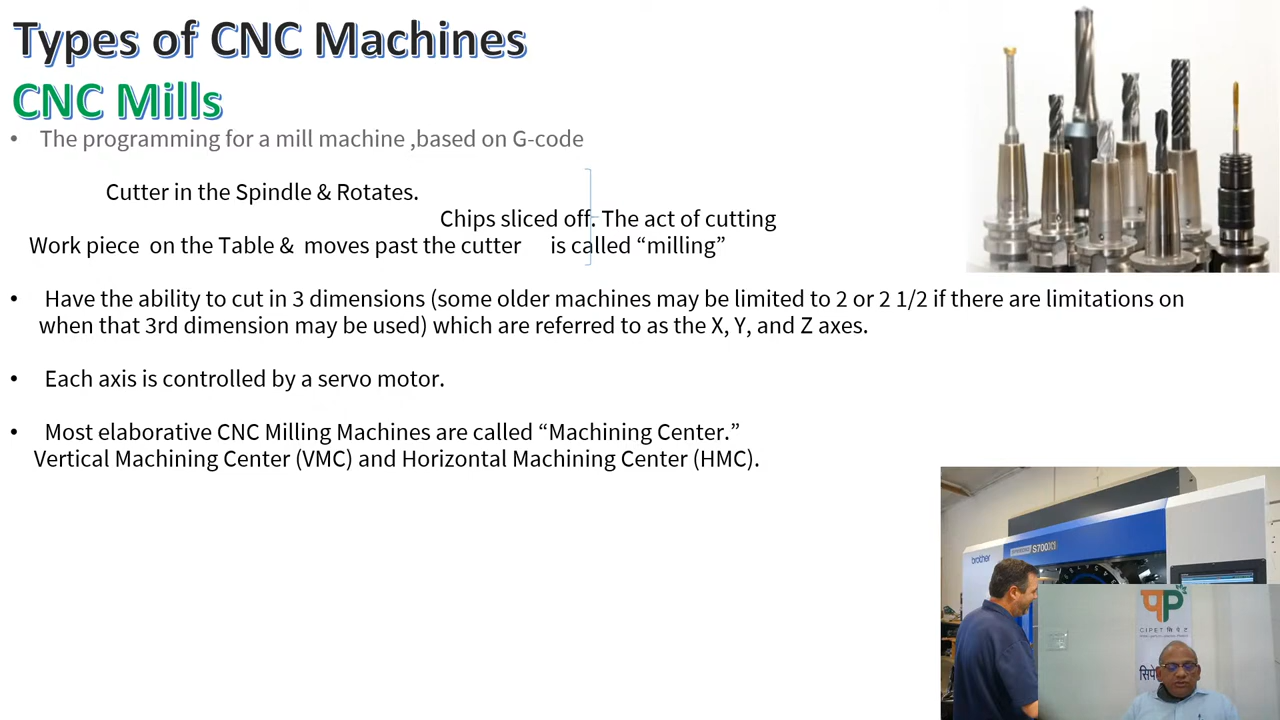 Types of CNC Machines
CNC Mills
• The programming for a mill machine ,based on G-code
Cutter in the Spindle & Rotates.
Chips sliced off. The act of cutting
Work piece on the Table & moves past the cutter
is called “milling”
• Have the ability to cut in 3 dimensions (some older machines may be limited to 2 or 2 1/2 if there are limitations on
when that 3rd dimension may be used) which are referred to as the X, Y, and Z axes.
• Each axis is controlled by a servo motor.
• Most elaborative CNC Milling Machines are called “Machining Center.”
Vertical Machining Center (VMC) and Horizontal Machining Center (HMC).
brother
S700X1
CIPET सिपेट